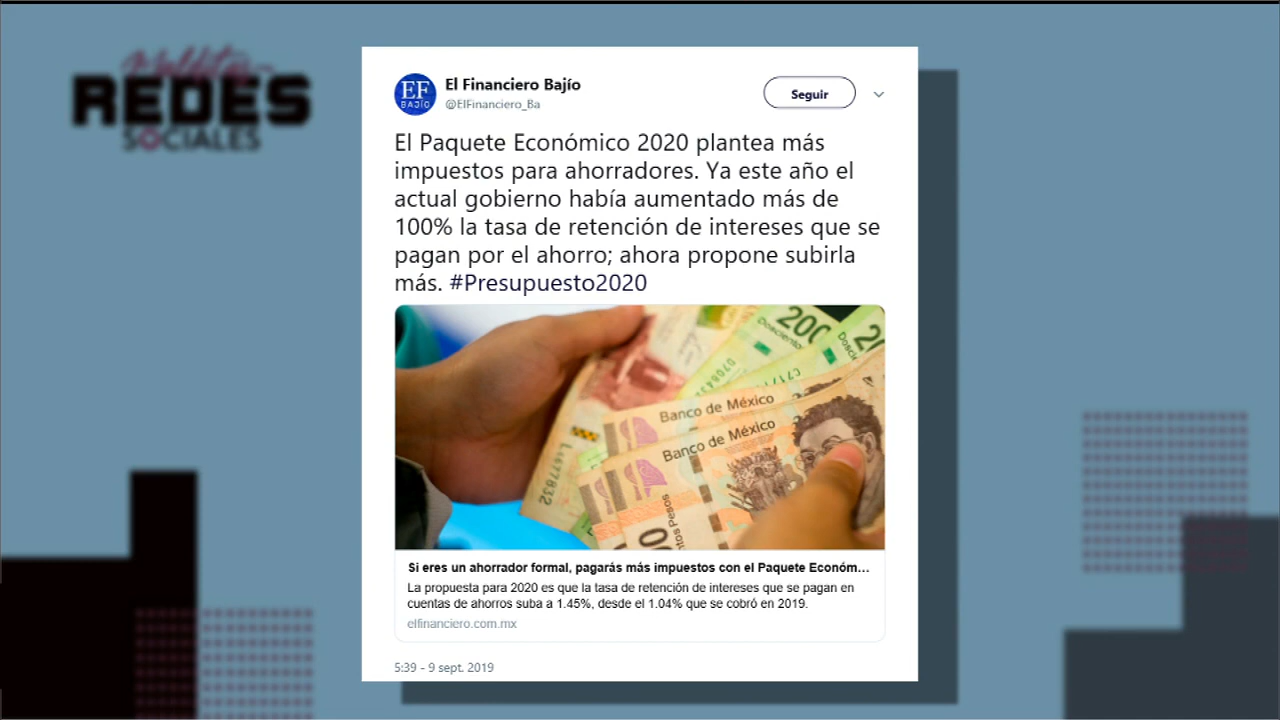 Maldita
REDES
SOCIALES
EF
BAJÍO
El Financiero Bajío
@ElFinanciero_Ba
Seguir
El Paquete Económico 2020 plantea más
impuestos para ahorradores. Ya este año el
actual gobierno había aumentado más de
100% la tasa de retención de intereses que se
pagan por el ahorro; ahora propone subirla
más. #Presupuesto2020
200
Doscientos
Banco de México
Banco de México
L1677832
Si eres un ahorrador formal, pagarás más impuestos con el Paquete Económ...
La propuesta para 2020 es que la tasa de retención de intereses que se pagan en
cuentas de ahorros suba a 1.45%, desde el 1.04% que se cobró en 2019.
elfinanciero.com.mx
5:39 - 9 sept. 2019